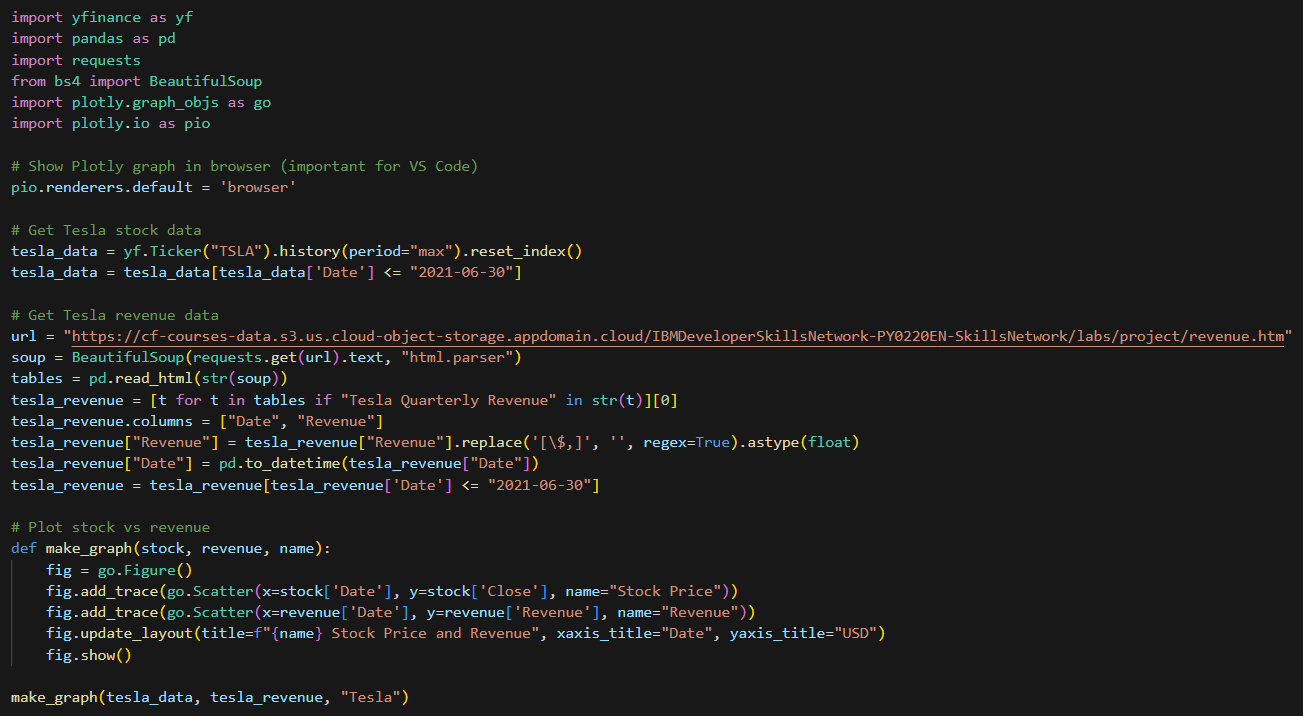 import yfinance as yf
import pandas as pd
import requests
from bs4 import BeautifulSoup
import plotly.graph_objs as go
import plotly.io as pio

# Show Plotly graph in browser (important for VS Code)
pio.renderers.default = 'browser'

# Get Tesla stock data
tesla_data = yf.Ticker("TSLA").history(period="max").reset_index()
tesla_data = tesla_data[tesla_data['Date'] <= "2021-06-30"]

# Get Tesla revenue data
url = "https://cf-courses-data.s3.us.cloud-object-storage.appdomain.cloud/IBMDeveloperSkillsNetwork-PY0220EN-SkillsNetwork/labs/project/revenue.htm"
soup = BeautifulSoup(requests.get(url).text, "html.parser")
tables = pd.read_html(str(soup))
tesla_revenue = [t for t in tables if "Tesla Quarterly Revenue" in str(t)][0]
tesla_revenue.columns = ["Date", "Revenue"]
tesla_revenue["Revenue"] = tesla_revenue["Revenue"].replace('[\$,]', '', regex=True).astype(float)
tesla_revenue["Date"] = pd.to_datetime(tesla_revenue["Date"])
tesla_revenue = tesla_revenue[tesla_revenue['Date'] <= "2021-06-30"]

# Plot stock vs revenue
def make_graph(stock, revenue, name):
    fig = go.Figure()
    fig.add_trace(go.Scatter(x=stock['Date'], y=stock['Close'], name="Stock Price"))
    fig.add_trace(go.Scatter(x=revenue['Date'], y=revenue['Revenue'], name="Revenue"))
    fig.update_layout(title=f"{name} Stock Price and Revenue", xaxis_title="Date", yaxis_title="USD")
    fig.show()

make_graph(tesla_data, tesla_revenue, "Tesla")